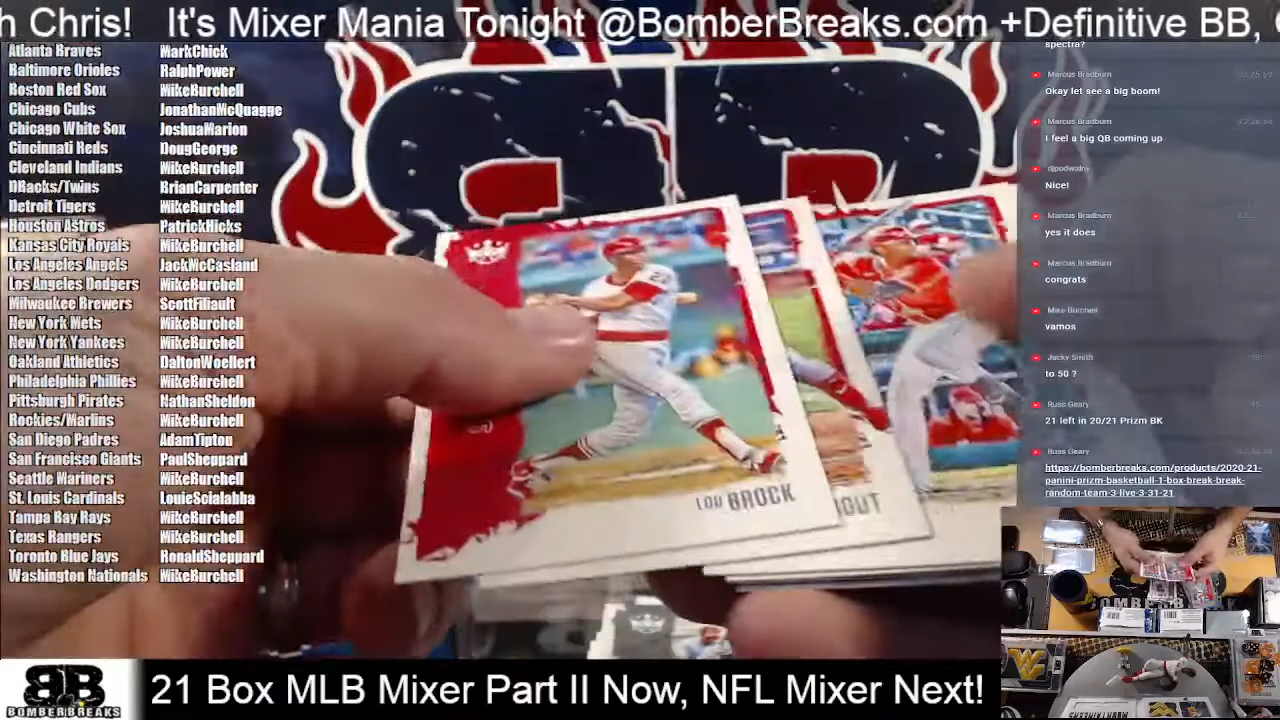 h Chris! It's Mixer Mania Tonight @BomberBreaks.com +Definitive BB,
Atlanta Braves MarkChick
Baltimore Orioles RalphPower
Boston Red Sox MikeBurchell
Chicago Cubs JonathanMcQuagge
Chicago White Sox JoshuaMarion
Cincinnati Reds DougGeorge
Cleveland Indians MikeBurchell
DBacks/Twins BrianCarpenter
Detroit Tigers MikeBurchell
Houston Astros PatrickHicks
Kansas City Royals MikeBurchell
Los Angeles Angels JackMcCasland
Los Angeles Dodgers MikeBurchell
Milwaukee Brewers ScottFiliault
New York Mets MikeBurchell
New York Yankees MikeBurchell
Oakland Athletics DaltonWoellert
Philadelphia Phillies MikeBurchell
Pittsburgh Pirates NathanSheldon
Rockies/Marlins MikeBurchell
San Diego Padres AdamTipton
San Francisco Giants PaulSheppard
Seattle Mariners MikeBurchell
St. Louis Cardinals LouieScialabba
Tampa Bay Rays MikeBurchell
Texas Rangers MikeBurchell
Toronto Blue Jays RonaldSheppard
Washington Nationals MikeBurchell
LOU BROCK
OUT
spectra?
Marcus Bradburn
Okay let see a big boom!
Marcus Bradburn
I feel a big QB coming up
djpodwalny
Nice!
Marcus Bradburn
yes it does
Marcus Bradburn
congrats
Mike Burchell
vamos
Jacky Smith
to 50 ?
Russ Geary
21 left in 20/21 Prizm BK
Russ Geary
https://bomberbreaks.com/products/2020-21-
panini-prizm-basketball-1-box-break-break-
random-team-3-live-3-31-21
BB
BOMBERBREAKS
21 Box MLB Mixer Part II Now, NFL Mixer Next!